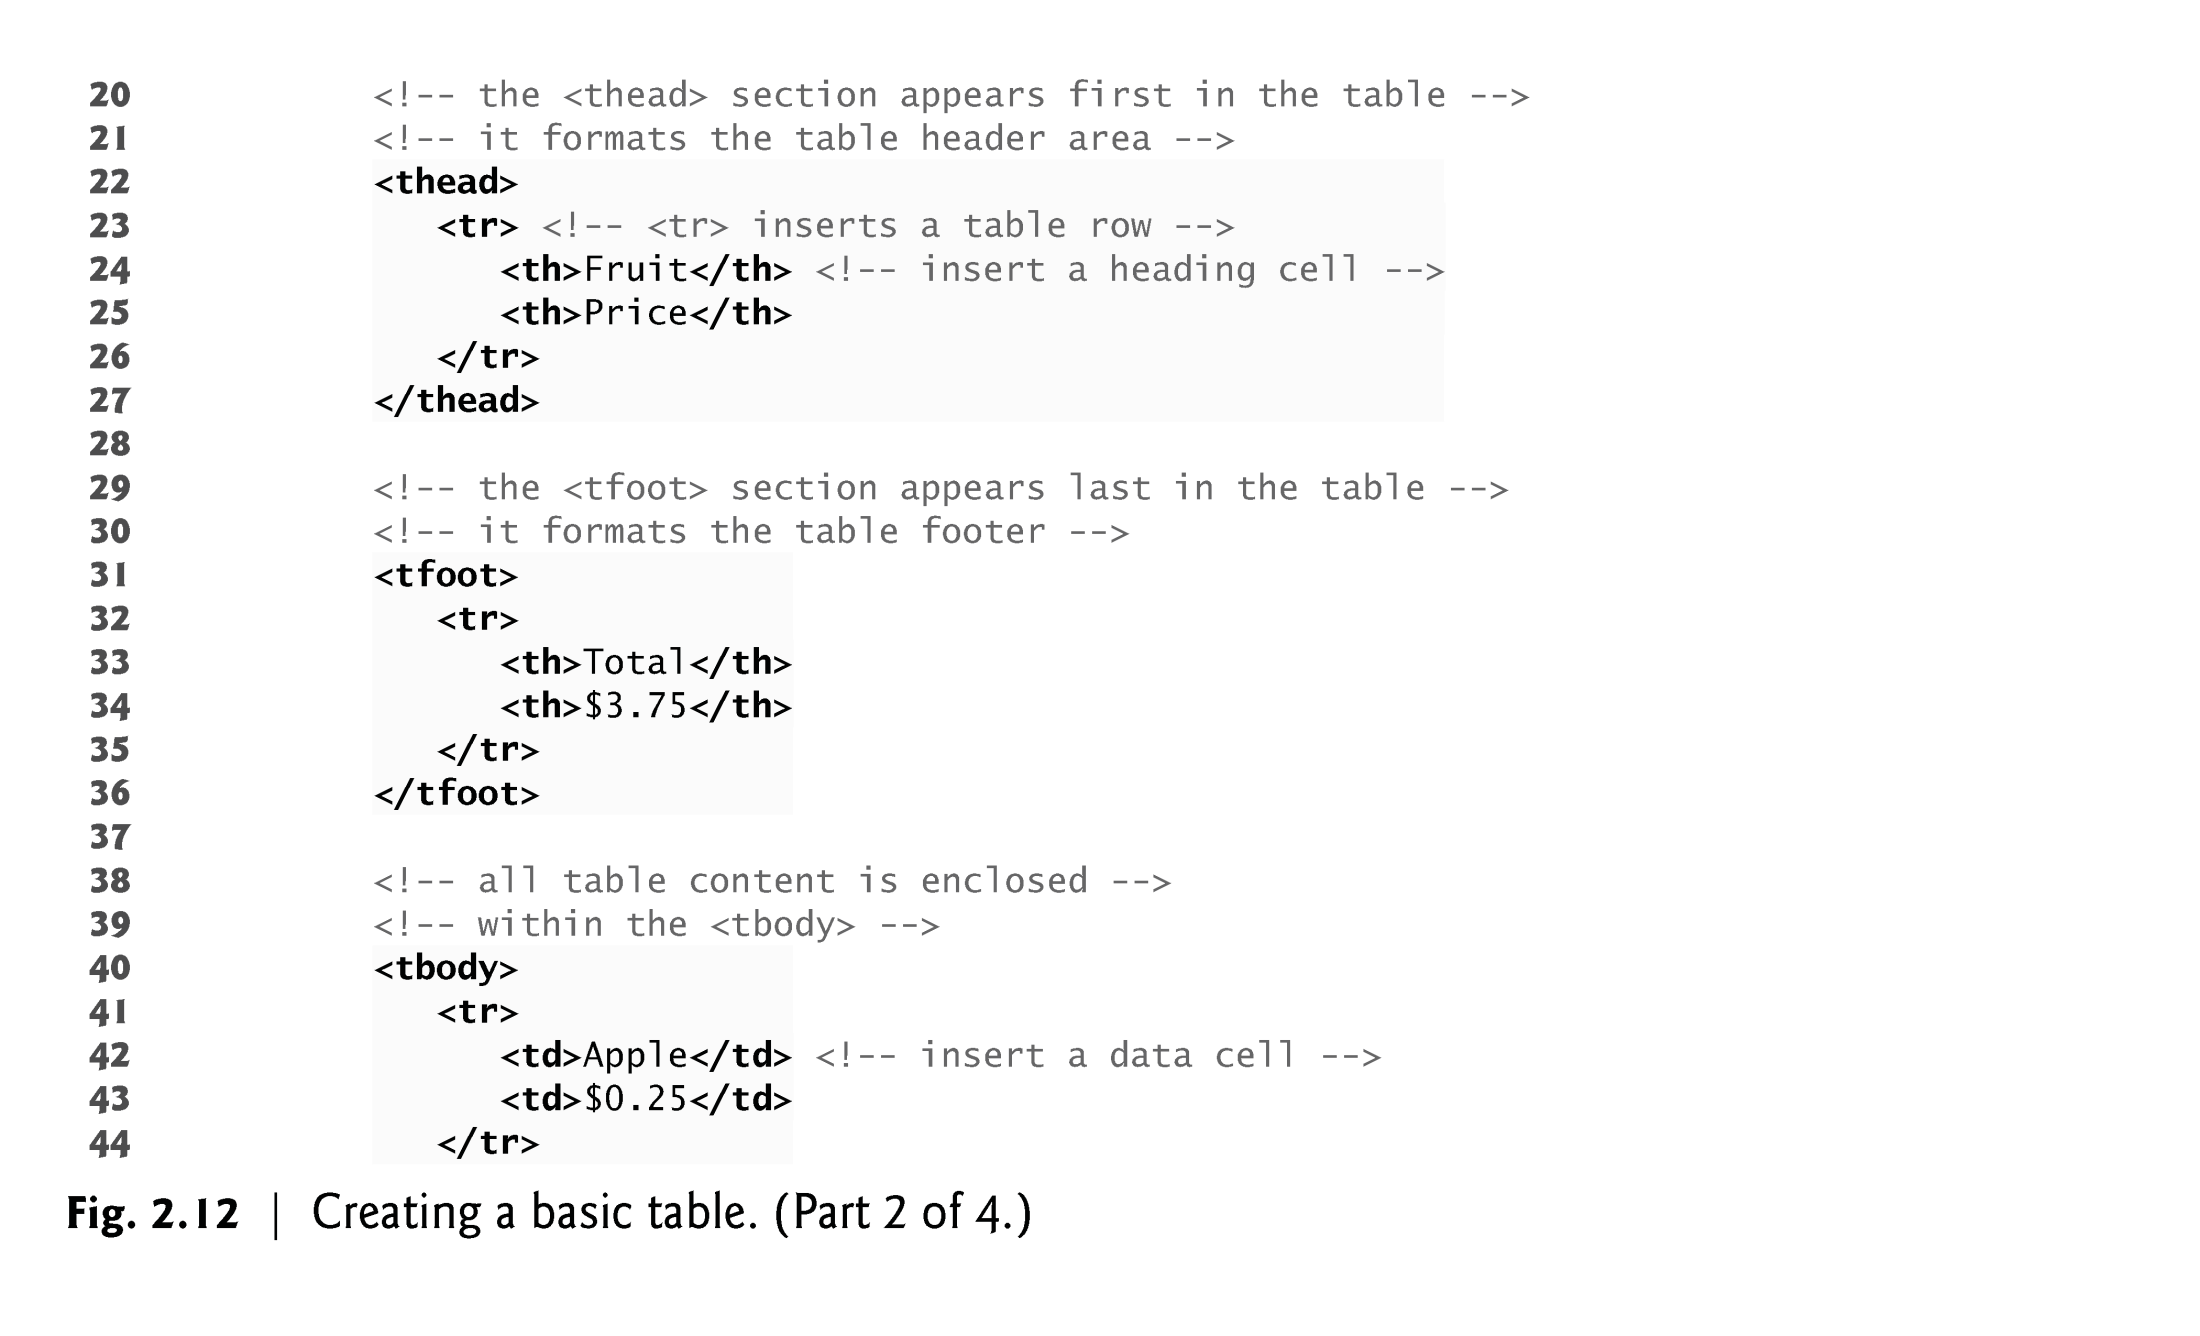 20 <!-- the <thead> section appears first in the table -->
21 <!-- it formats the table header area -->
22 <thead>
23 <tr> <!-- <tr> inserts a table row -->
24 <th>Fruit</th> <!-- insert a heading cell -->
25 <th>Price</th>
26 </tr>
27 </thead>
28
29 <!-- the <tfoot> section appears last in the table -->
30 <!-- it formats the table footer -->
31 <tfoot>
32 <tr>
33 <th>Total</th>
34 <th>$3.75</th>
35 </tr>
36 </tfoot>
37
38 <!-- all table content is enclosed -->
39 <!-- within the <tbody> -->
40 <tbody>
41 <tr>
42 <td>Apple</td> <!-- insert a data cell -->
43 <td>$0.25</td>
44 </tr>
Fig. 2.12 | Creating a basic table. (Part 2 of 4.)